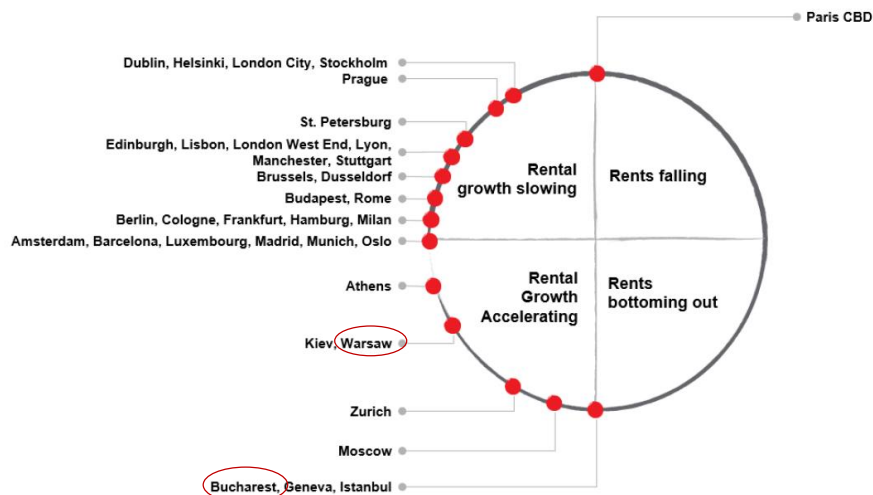 Paris CBD
Dublin, Helsinki, London City, Stockholm
Prague
St. Petersburg
Edinburgh, Lisbon, London West End, Lyon,
Manchester, Stuttgart
Brussels, Dusseldorf
Budapest, Rome
Berlin, Cologne, Frankfurt, Hamburg, Milan
Amsterdam, Barcelona, Luxembourg, Madrid, Munich, Oslo
Athens
Kiev, Warsaw
Zurich
Moscow
Bucharest, Geneva, Istanbul
Rental
growth slowing
Rents falling
Rental
Growth
Accelerating
Rents
bottoming out